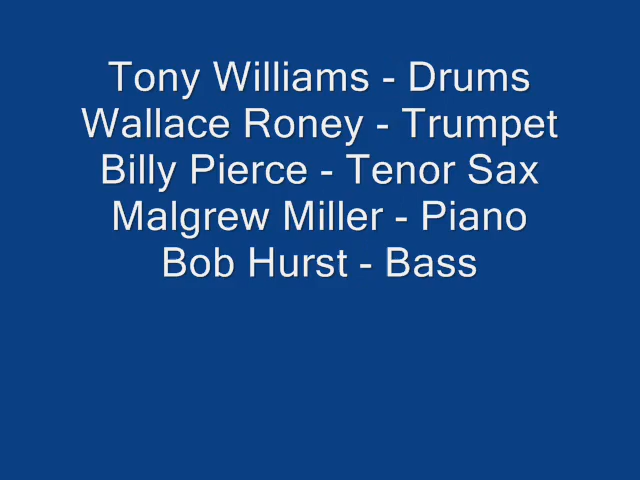 Tony Williams - Drums
Wallace Roney - Trumpet
Billy Pierce - Tenor Sax
Malgrew Miller - Piano
Bob Hurst - Bass